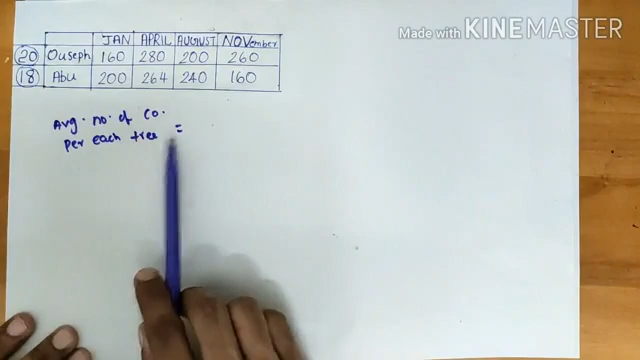 Made with KINEMASTER
JAN APRIL AUGUST NOVember
20 Ouseph 160 280 200 260
18 Abu 200 264 240 160
Avg. no. of Co.
per each tree =